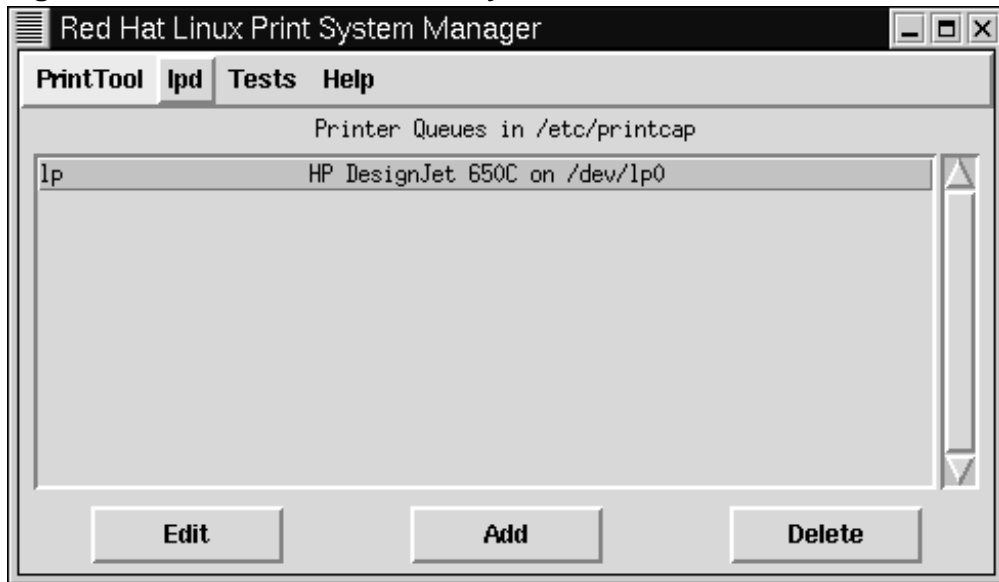 Red Hat Linux Print System Manager
PrintTool lpd Tests Help
Printer Queues in /etc/printcap
lp HP DesignJet 650C on /dev/lp0
Edit Add Delete